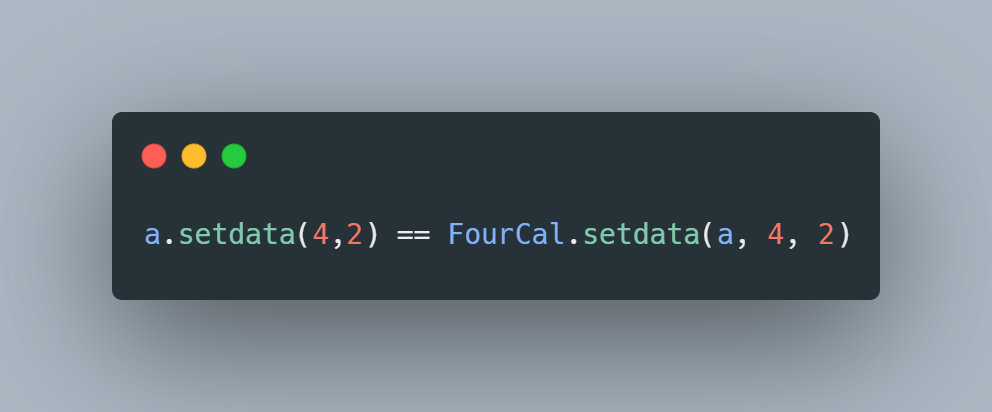 a.setdata(4,2) == FourCal.setdata(a, 4, 2)